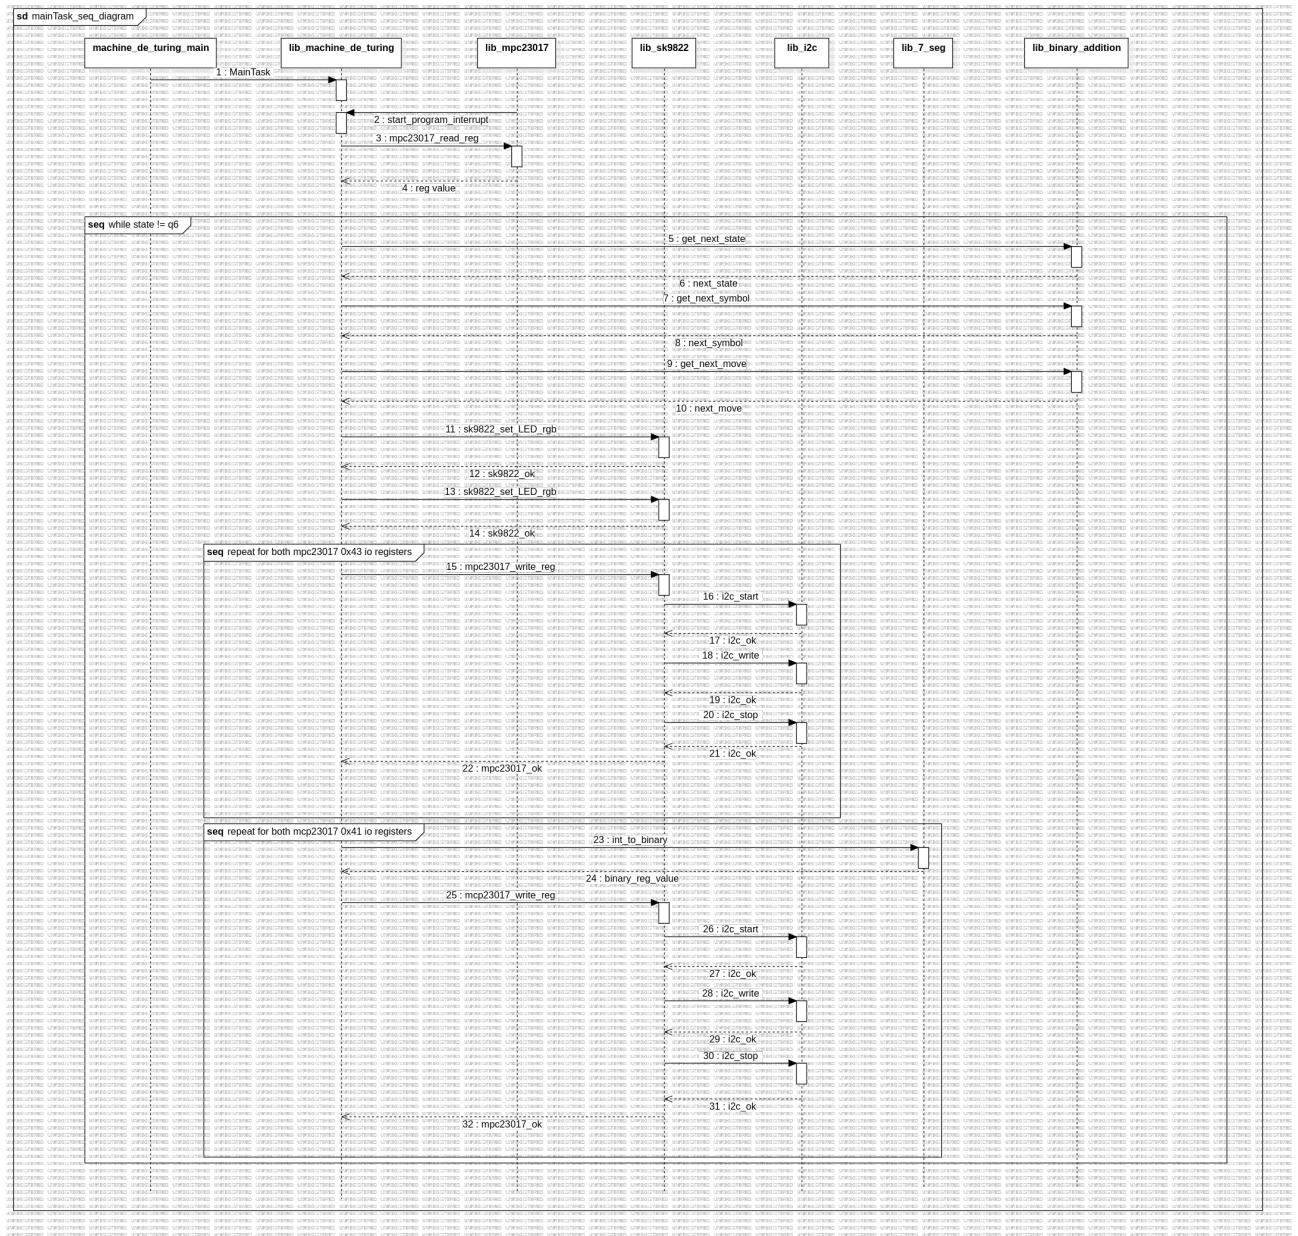 sd mainTask_seq_diagram
machine_de_turing_main
lib_machine_de_turing
lib_mpc23017
lib_sk9822
lib_i2c
lib_7_seg
lib_binary_addition
1 : MainTask
2 : start_program_interrupt
3 : mpc23017_read_reg
4 : reg value
seq while state != q6
5 : get_next_state
6 : next_state
7 : get_next_symbol
8 : next_symbol
9 : get_next_move
10 : next_move
11 : sk9822_set_LED_rgb
12 : sk9822_ok
13 : sk9822_set_LED_rgb
14 : sk9822_ok
seq repeat for both mpc23017 0x43 io registers
15 : mpc23017_write_reg
16 : i2c_start
17 : i2c_ok
18 : i2c_write
19 : i2c_ok
20 : i2c_stop
21 : i2c_ok
22 : mpc23017_ok
seq repeat for both mcp23017 0x41 io registers
23 : int_to_binary
24 : binary_reg_value
25 : mcp23017_write_reg
26 : i2c_start
27 : i2c_ok
28 : i2c_write
29 : i2c_ok
30 : i2c_stop
31 : i2c_ok
32 : mpc23017_ok